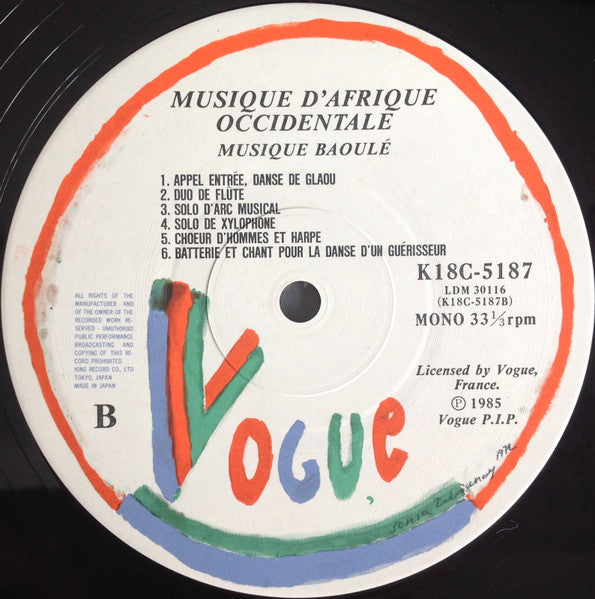 MUSIQUE D'AFRIQUE
OCCIDENTALE
MUSIQUE BAOULÉ
1. APPEL ENTRÉE, DANSE DE GLAOU
2. DUO DE FLÛTE
3. SOLO D'ARC MUSICAL
4. SOLO DE XYLOPHÔNE
5. CHOEUR D'HOMMES ET HARPE
6. BATTERIE ET CHANT POUR LA DANSE D'UN GUÉRISSEUR
K18C-5187
LDM 30116
(K18C-5187B)
MONO 33⅓rpm
ALL RIGHTS OF THE
MANUFACTURER AND
OF THE OWNER OF THE
RECORDED WORK RE-
SERVED - UNAUTHORISED
PUBLIC PERFORMANCE
BROADCASTING AND
COPYING OF THIS RE-
CORD PROHIBITED.
KING RECORD CO., LTD
TOKYO, JAPAN
MADE IN JAPAN
B
Licensed by Vogue,
France.
Ⓟ 1985
Vogue P.I.P.
VOGUE
Sonia Delaunay